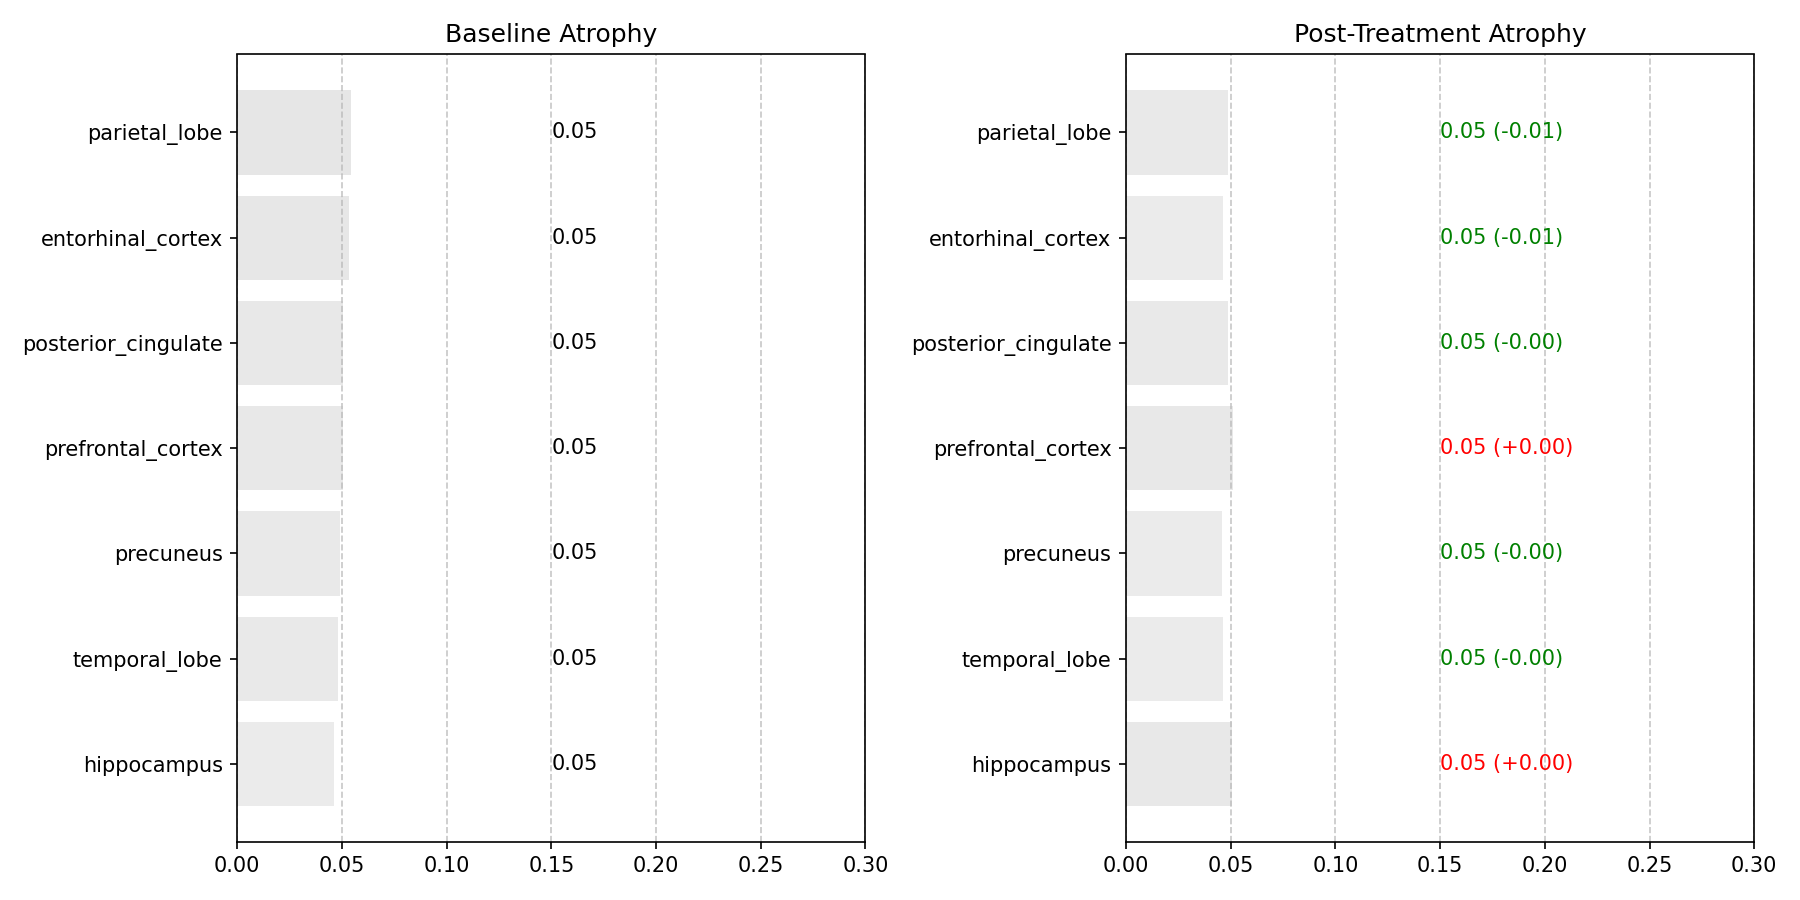 Baseline Atrophy
parietal_lobe
0.05
entorhinal_cortex
0.05
posterior_cingulate
0.05
prefrontal_cortex
0.05
precuneus
0.05
temporal_lobe
0.05
hippocampus
0.05
0.00 0.05 0.10 0.15 0.20 0.25 0.30
Post-Treatment Atrophy
parietal_lobe
0.05 (-0.01)
entorhinal_cortex
0.05 (-0.01)
posterior_cingulate
0.05 (-0.00)
prefrontal_cortex
0.05 (+0.00)
precuneus
0.05 (-0.00)
temporal_lobe
0.05 (-0.00)
hippocampus
0.05 (+0.00)
0.00 0.05 0.10 0.15 0.20 0.25 0.30